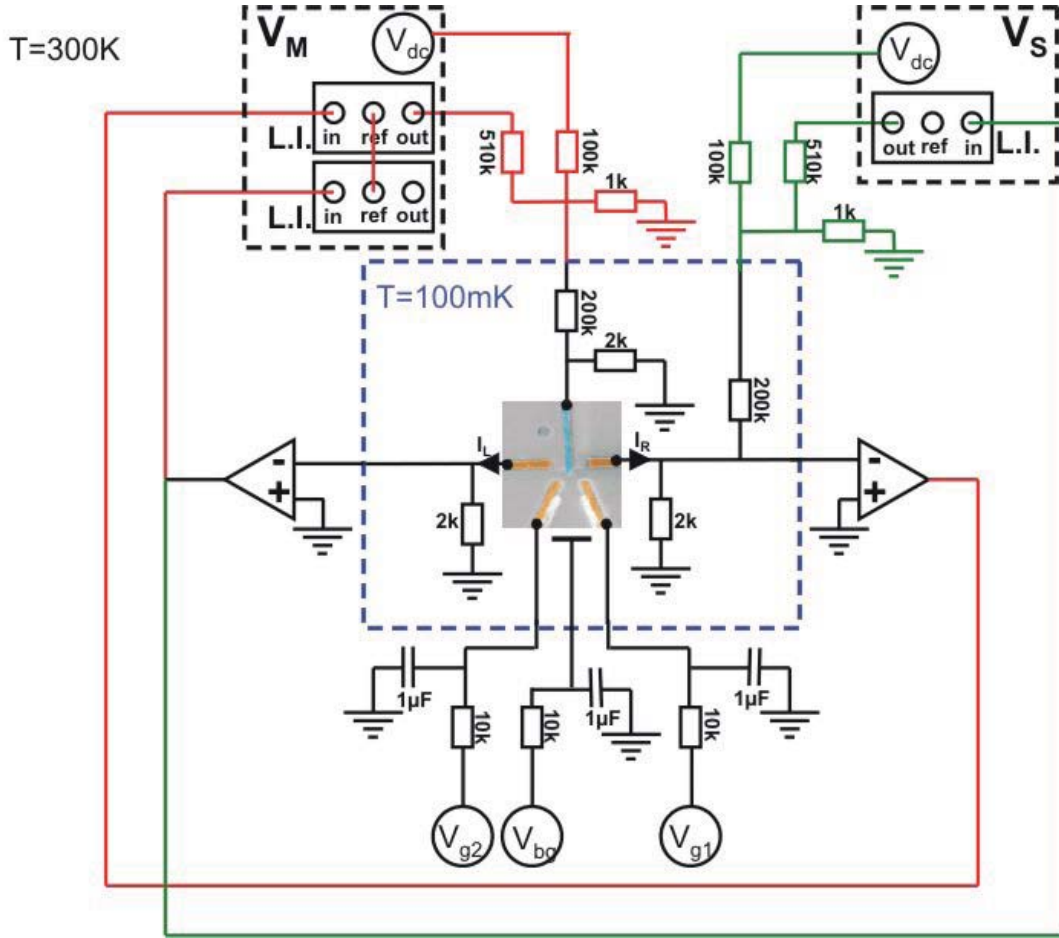 T=300K
V_M
V_dc
L.I.
in ref out
L.I.
in ref out
510k
100k
1k
V_S
V_dc
out ref in
L.I.
100k
510k
1k
T=100mK
200k
2k
200k
I_L
I_R
-
+
-
+
2k
2k
1µF
1µF
1µF
10k
10k
10k
V_g2
V_bg
V_g1